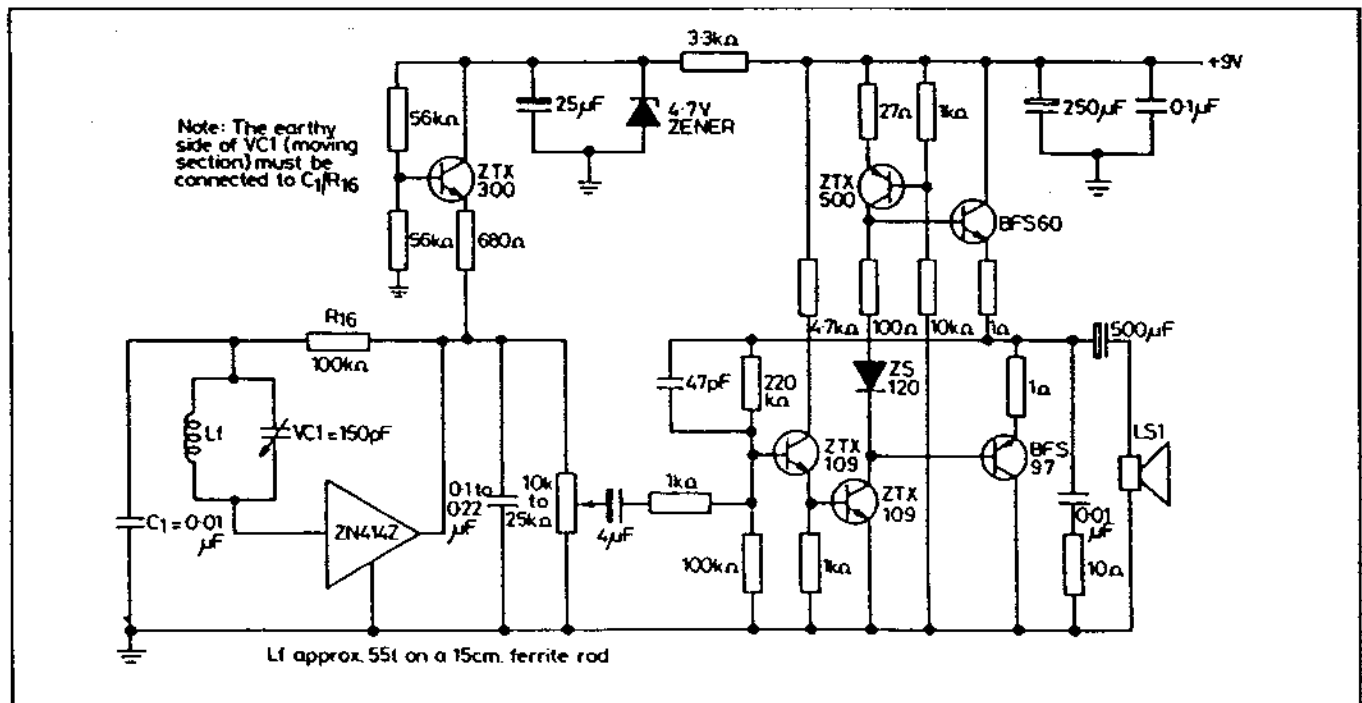 3·3kΩ
+9V
56kΩ
25µF
4·7V
ZENER
27Ω
1kΩ
250µF
0·1µF
Note: The earthy
side of VC1 (moving
section) must be
connected to C1/R16
ZTX
300
ZTX
500
BFS60
56kΩ
680Ω
R16
100kΩ
4·7kΩ
100Ω
10kΩ
1Ω
500µF
47pF
220
kΩ
ZS
120
1Ω
Lf
VC1 = 150pF
LS1
ZTX
109
BFS
97
0·1 to
0·22
µF
10k
to
25kΩ
1kΩ
ZTX
109
C1 = 0·01
µF
ZN414Z
4µF
0·01
µF
100kΩ
1kΩ
10Ω
Lf approx. 55t on a 15cm. ferrite rod